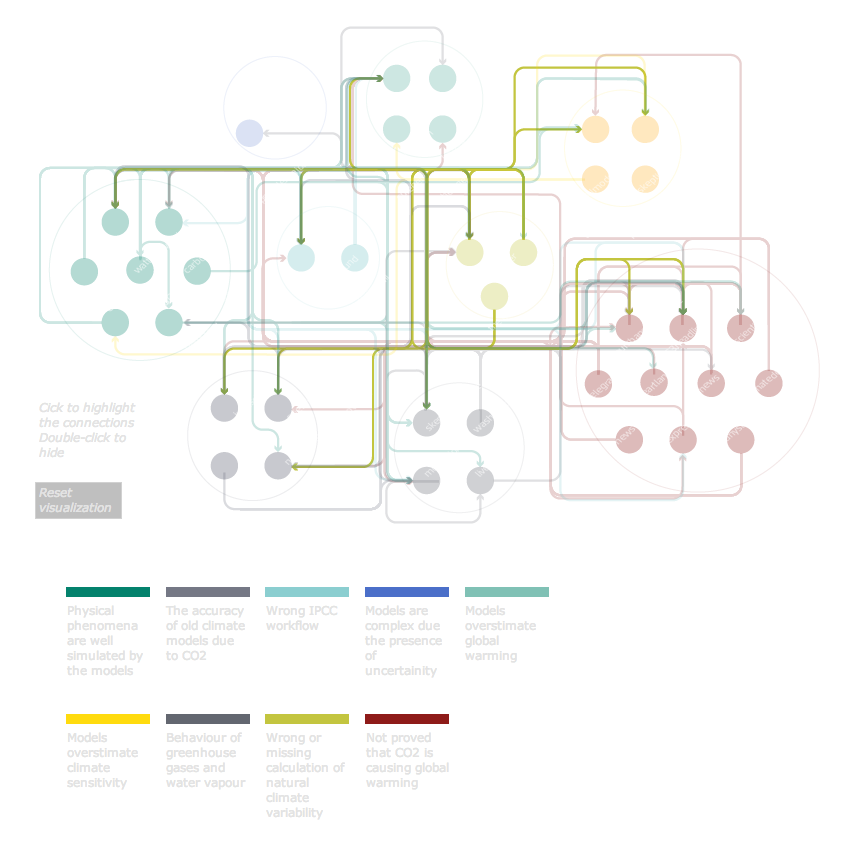 Cick to highlight
the connections
Double-click to
hide
Reset
visualization
Physical
phenomena
are well
simulated by
the models
The accuracy
of old climate
models due
to CO2
Wrong IPCC
workflow
Models are
complex due
the presence
of
uncertainity
Models
overstimate
global
warming
Models
overstimate
climate
sensitivity
Behaviour of
greenhouse
gases and
water vapour
Wrong or
missing
calculation of
natural
climate
variability
Not proved
that CO2 is
causing global
warming